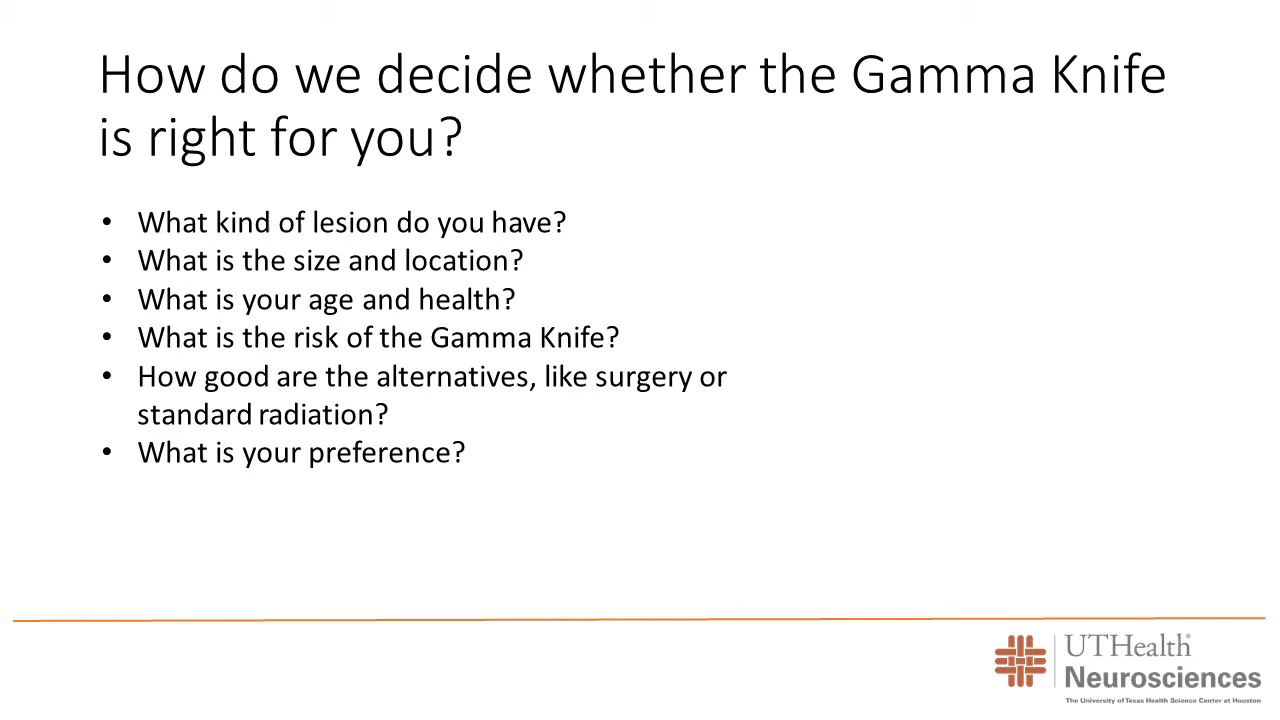 How do we decide whether the Gamma Knife
is right for you?
• What kind of lesion do you have?
• What is the size and location?
• What is your age and health?
• What is the risk of the Gamma Knife?
• How good are the alternatives, like surgery or
standard radiation?
• What is your preference?
UTHealth®
Neurosciences
The University of Texas Health Science Center at Houston